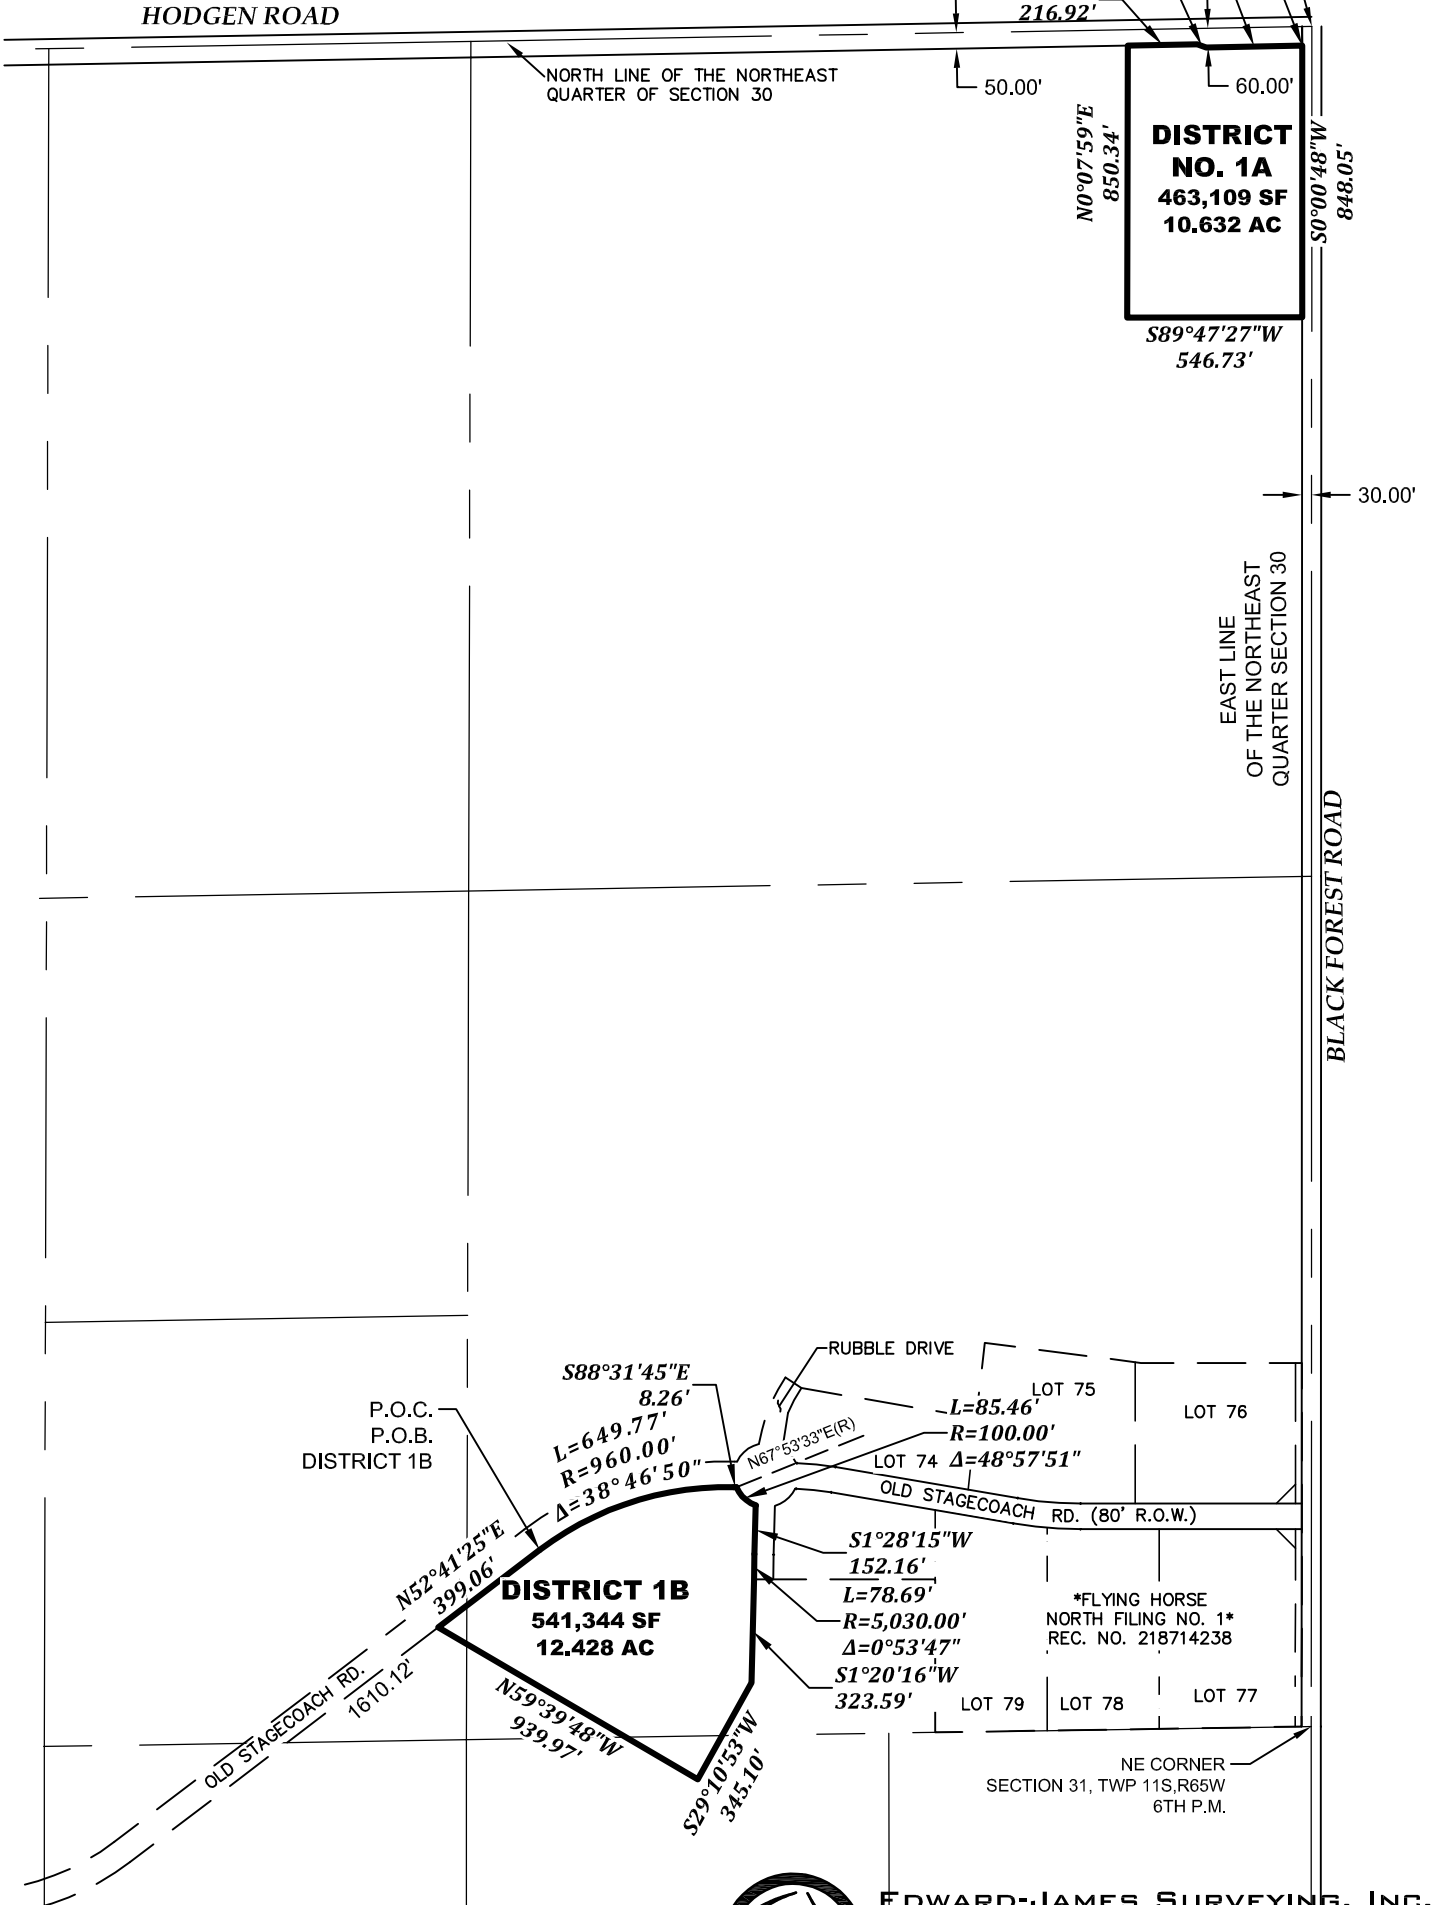 HODGEN ROAD
216.92'
NORTH LINE OF THE NORTHEAST
QUARTER OF SECTION 30
50.00'
60.00'
N0°07'59"E
850.34'
DISTRICT
NO. 1A
463,109 SF
10.632 AC
S0°00'48"W
848.05'
S89°47'27"W
546.73'
30.00'
EAST LINE
OF THE NORTHEAST
QUARTER SECTION 30
BLACK FOREST ROAD
RUBBLE DRIVE
S88°31'45"E
8.26'
P.O.C.
P.O.B.
DISTRICT 1B
L=649.77'
R=960.00'
Δ=38°46'50"
N67°53'33"E(R)
L=85.46'
R=100.00'
Δ=48°57'51"
LOT 75
LOT 76
LOT 74
OLD STAGECOACH RD. (80' R.O.W.)
N52°41'25"E
399.06'
DISTRICT 1B
541,344 SF
12.428 AC
S1°28'15"W
152.16'
L=78.69'
R=5,030.00'
Δ=0°53'47"
S1°20'16"W
323.59'
*FLYING HORSE
NORTH FILING NO. 1*
REC. NO. 218714238
LOT 79
LOT 78
LOT 77
OLD STAGECOACH RD.
1610.12'
N59°39'48"W
939.97'
S29°10'53"W
345.10'
NE CORNER
SECTION 31, TWP 11S,R65W
6TH P.M.
EDWARD-JAMES SURVEYING, INC.